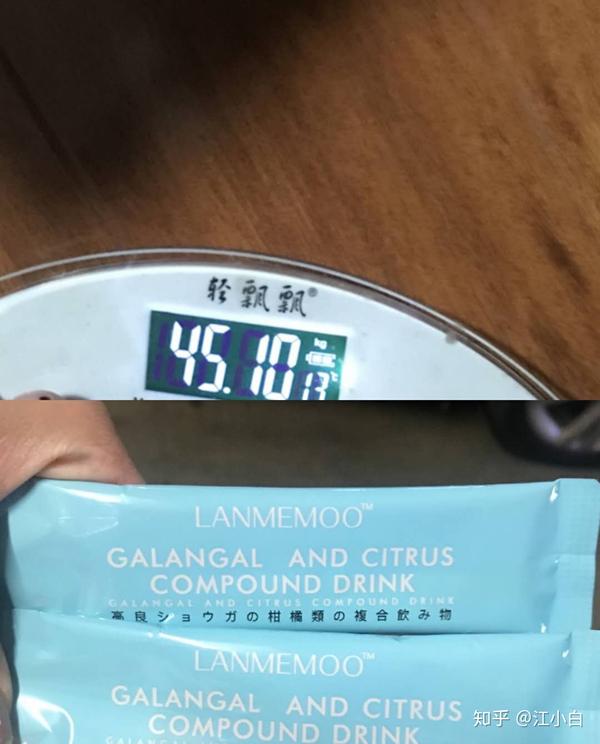 轻飘飘®
kg
45.10
13℃
LANMEMOO™
GALANGAL AND CITRUS
COMPOUND DRINK
GALANGAL AND CITRUS COMPOUND DRINK
高良ショウガの柑橘類の複合飲み物
LANMEMOO™
GALANGAL AND CITRUS
COMPOUND DRINK
知乎 @江小白